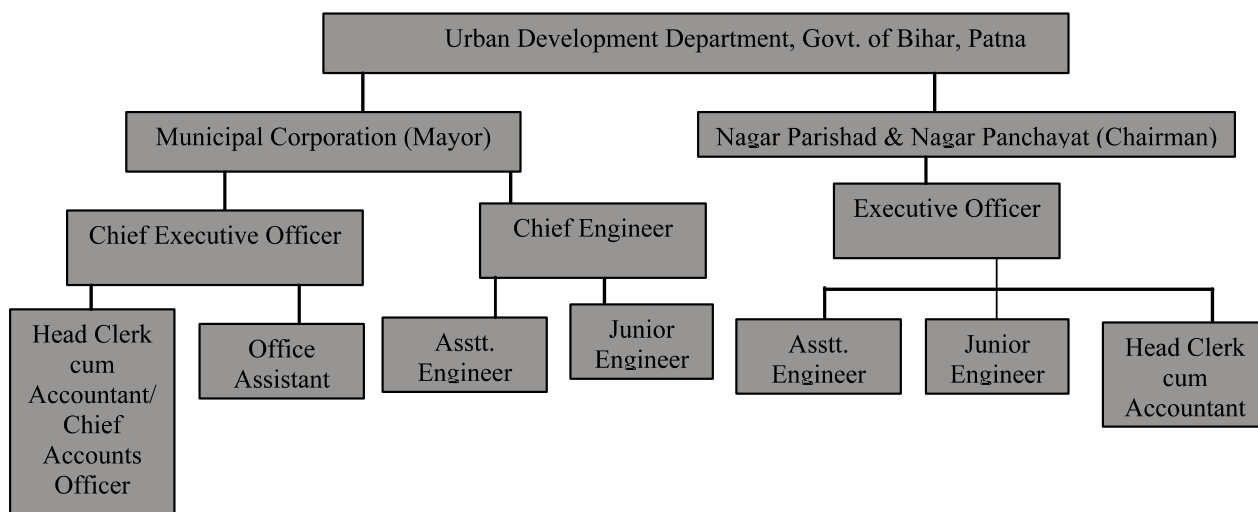 Urban Development Department, Govt. of Bihar, Patna
Municipal Corporation (Mayor)
Nagar Parishad & Nagar Panchayat (Chairman)
Chief Executive Officer
Chief Engineer
Executive Officer
Head Clerk
cum
Accountant/
Chief
Accounts
Officer
Office
Assistant
Asstt.
Engineer
Junior
Engineer
Asstt.
Engineer
Junior
Engineer
Head Clerk
cum
Accountant